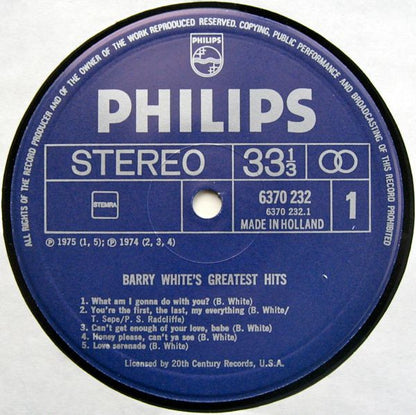 ALL RIGHTS OF THE RECORD PRODUCER AND OF THE OWNER OF THE WORK REPRODUCED RESERVED. COPYING, PUBLIC PERFORMANCE AND BROADCASTING OF THIS RECORD PROHIBITED
PHILIPS
PHILIPS
STEREO 33⅓
STEMRA
6370 232
6370 232.1
MADE IN HOLLAND
1
℗ 1975 (1, 5); ℗ 1974 (2, 3, 4)
BARRY WHITE'S GREATEST HITS
1. What am I gonna do with you? (B. White)
2. You're the first, the last, my everything (B. White/
T. Sepe/P. S. Radcliffe)
3. Can't get enough of your love, babe (B. White)
4. Honey please, can't ya see (B. White)
5. Love serenade (B. White)
Licensed by 20th Century Records, U.S.A.